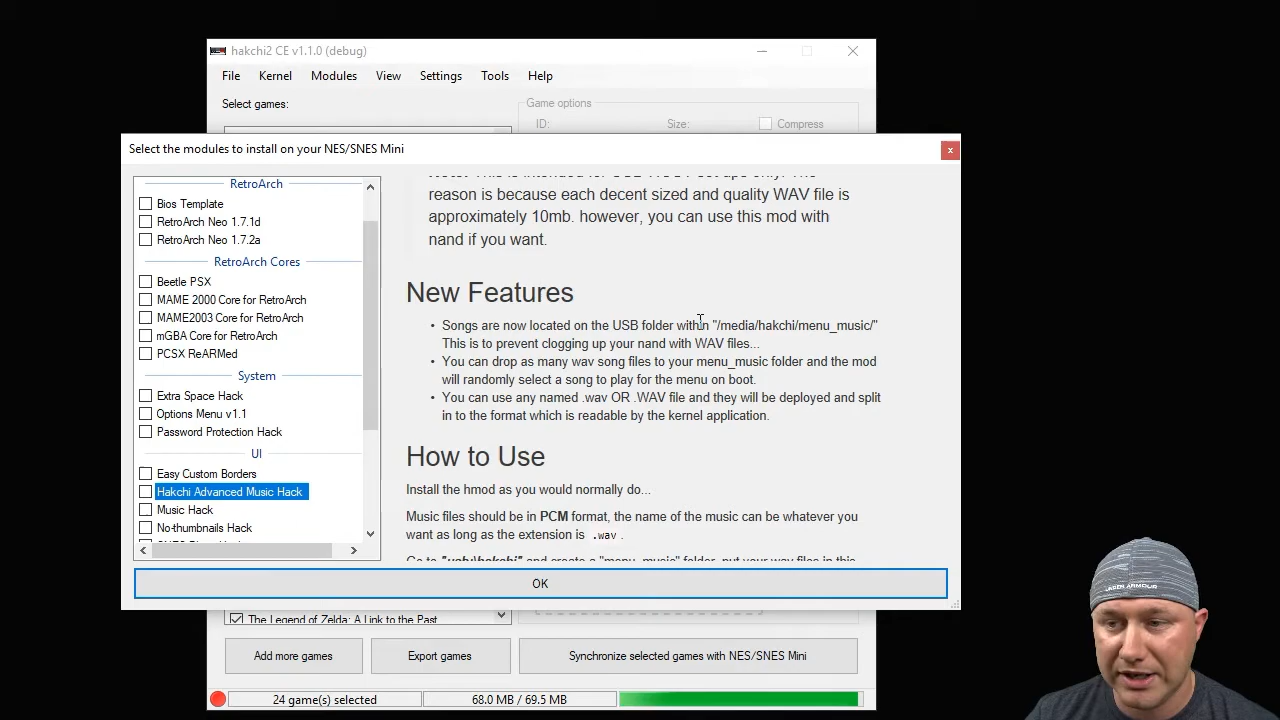 hakchi2 CE v1.1.0 (debug)
File Kernel Modules View Settings Tools Help
Select games:
Game options
ID: Size: Compress
Select the modules to install on your NES/SNES Mini
x
RetroArch
Bios Template
RetroArch Neo 1.7.1d
RetroArch Neo 1.7.2a
RetroArch Cores
Beetle PSX
MAME 2000 Core for RetroArch
MAME2003 Core for RetroArch
mGBA Core for RetroArch
PCSX ReARMed
System
Extra Space Hack
Options Menu v1.1
Password Protection Hack
UI
Easy Custom Borders
Hakchi Advanced Music Hack
Music Hack
No-thumbnails Hack
reason is because each decent sized and quality WAV file is
approximately 10mb. however, you can use this mod with
nand if you want.
New Features
• Songs are now located on the USB folder within "/media/hakchi/menu_music/"
This is to prevent clogging up your nand with WAV files...
• You can drop as many wav song files to your menu_music folder and the mod
will randomly select a song to play for the menu on boot.
• You can use any named .wav OR .WAV file and they will be deployed and split
in to the format which is readable by the kernel application.
How to Use
Install the hmod as you would normally do...
Music files should be in PCM format, the name of the music can be whatever you
want as long as the extension is .wav .
and create a "menu_music" folder, put your wav files in this
OK
The Legend of Zelda: A Link to the Past
Add more games
Export games
Synchronize selected games with NES/SNES Mini
24 game(s) selected
68.0 MB / 69.5 MB
UNDER ARMOUR